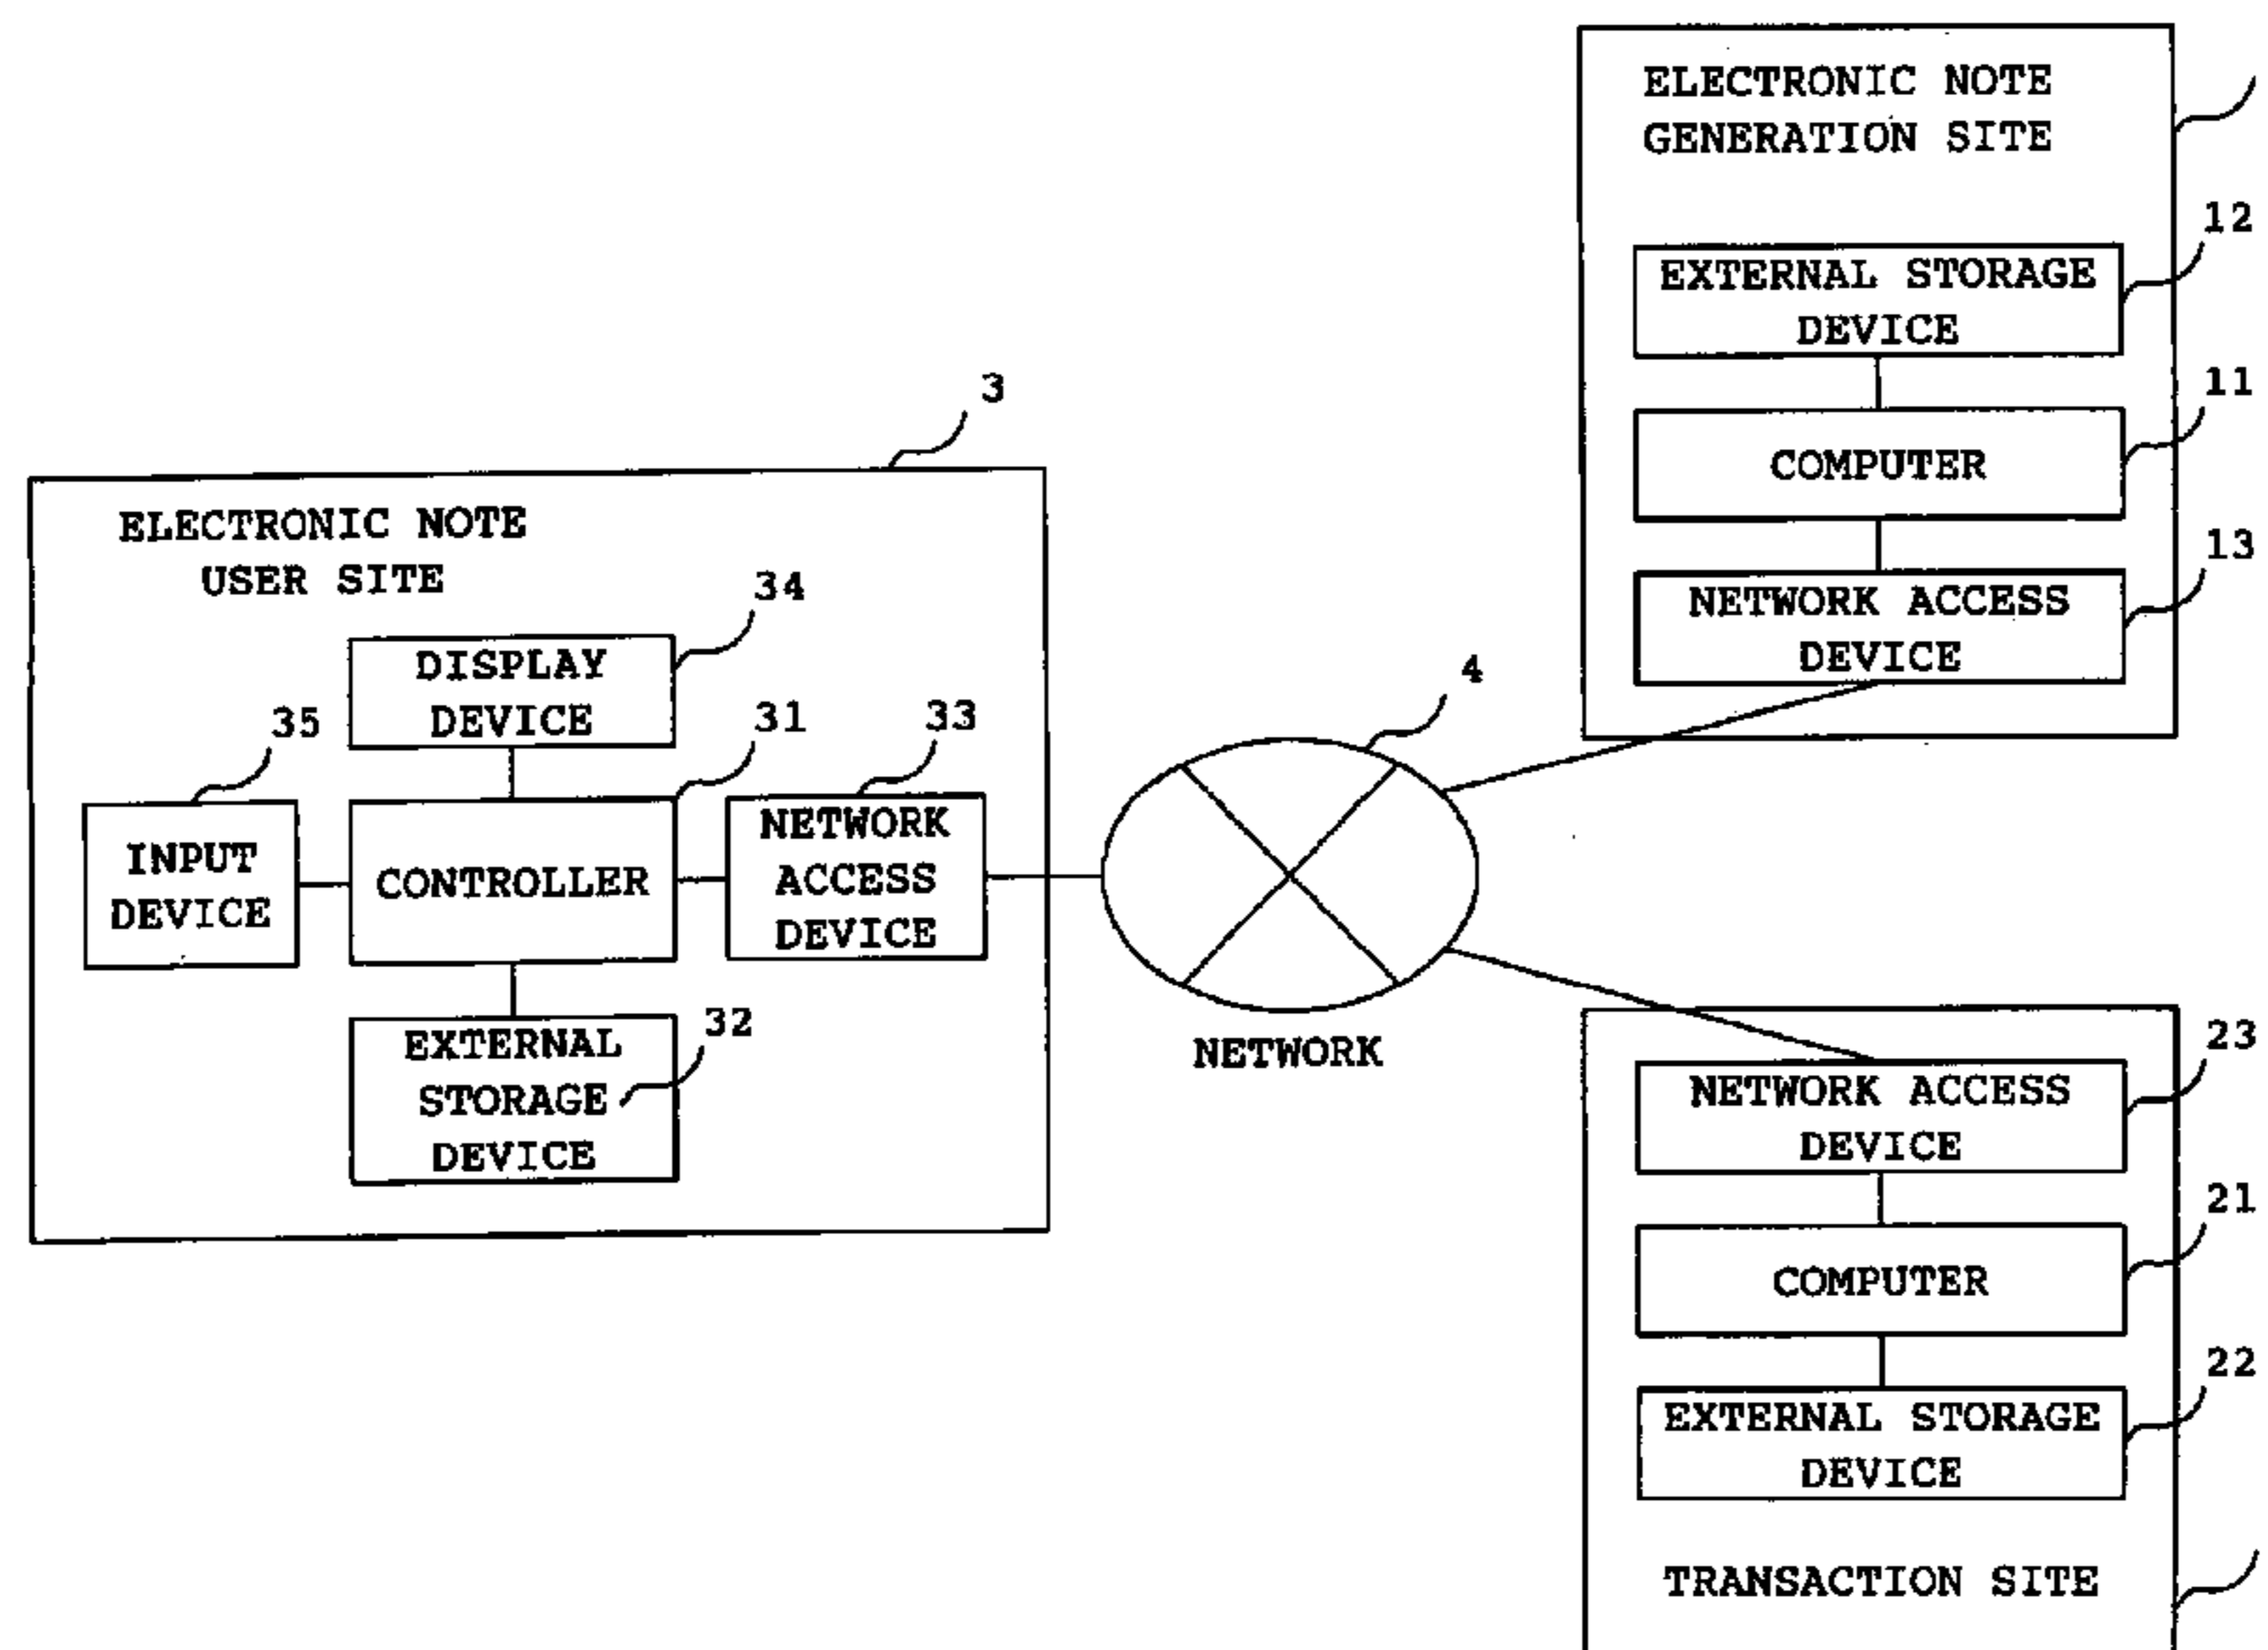 ELECTRONIC NOTE
GENERATION SITE
12
EXTERNAL STORAGE
DEVICE
11
COMPUTER
13
NETWORK ACCESS
DEVICE
3
ELECTRONIC NOTE
USER SITE
34
DISPLAY
DEVICE
35
INPUT
DEVICE
31
CONTROLLER
33
NETWORK
ACCESS
DEVICE
32
EXTERNAL
STORAGE
DEVICE
4
NETWORK
23
NETWORK ACCESS
DEVICE
21
COMPUTER
22
EXTERNAL STORAGE
DEVICE
TRANSACTION SITE